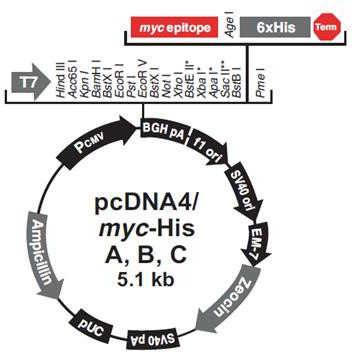 myc epitope
Age I
6xHis
Term
T7
Hind III
Acc65 I
Kpn I
BamH I
BstX I
EcoR I
Pst I
EcoR V
BstX I
Not I
Xho I
BstE II*
Xba I*
Apa I*
Sac II**
BstB I
Pme I
PCMV
BGH pA
f1 ori
SV40 ori
EM-7
Zeocin
SV40 pA
pUC
Ampicillin
pcDNA4/
myc-His
A, B, C
5.1 kb